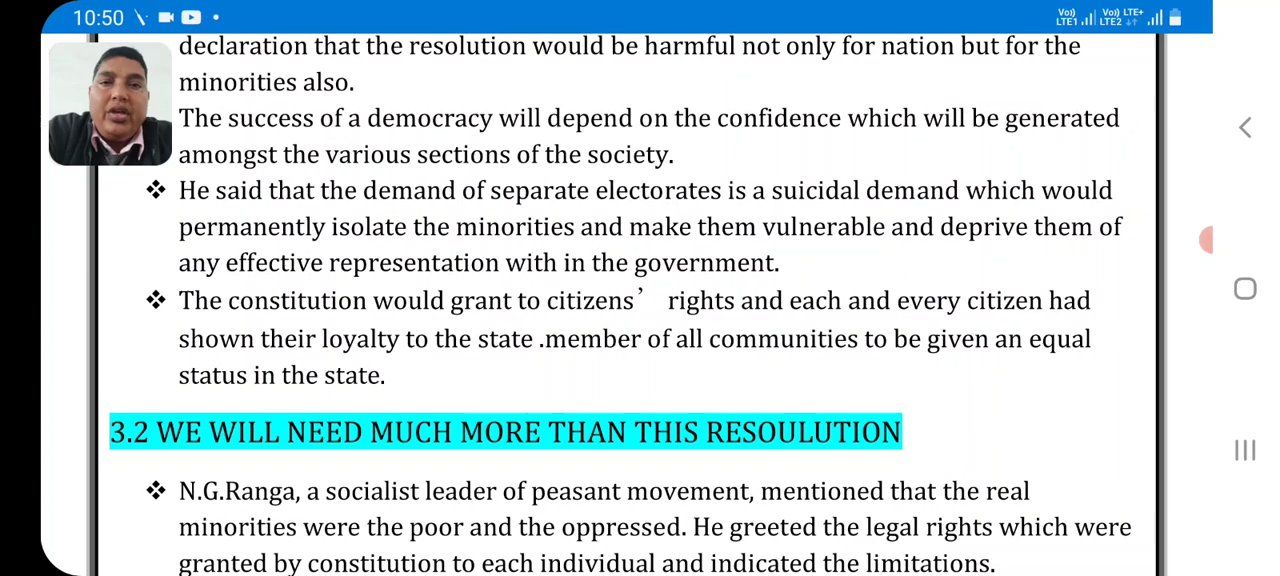 10:50
Vo)) LTE1 Vo)) LTE+ LTE2
declaration that the resolution would be harmful not only for nation but for the
minorities also.
The success of a democracy will depend on the confidence which will be generated
amongst the various sections of the society.
❖ He said that the demand of separate electorates is a suicidal demand which would
permanently isolate the minorities and make them vulnerable and deprive them of
any effective representation with in the government.
❖ The constitution would grant to citizens’ rights and each and every citizen had
shown their loyalty to the state .member of all communities to be given an equal
status in the state.
3.2 WE WILL NEED MUCH MORE THAN THIS RESOULUTION
❖ N.G.Ranga, a socialist leader of peasant movement, mentioned that the real
minorities were the poor and the oppressed. He greeted the legal rights which were
granted by constitution to each individual and indicated the limitations.